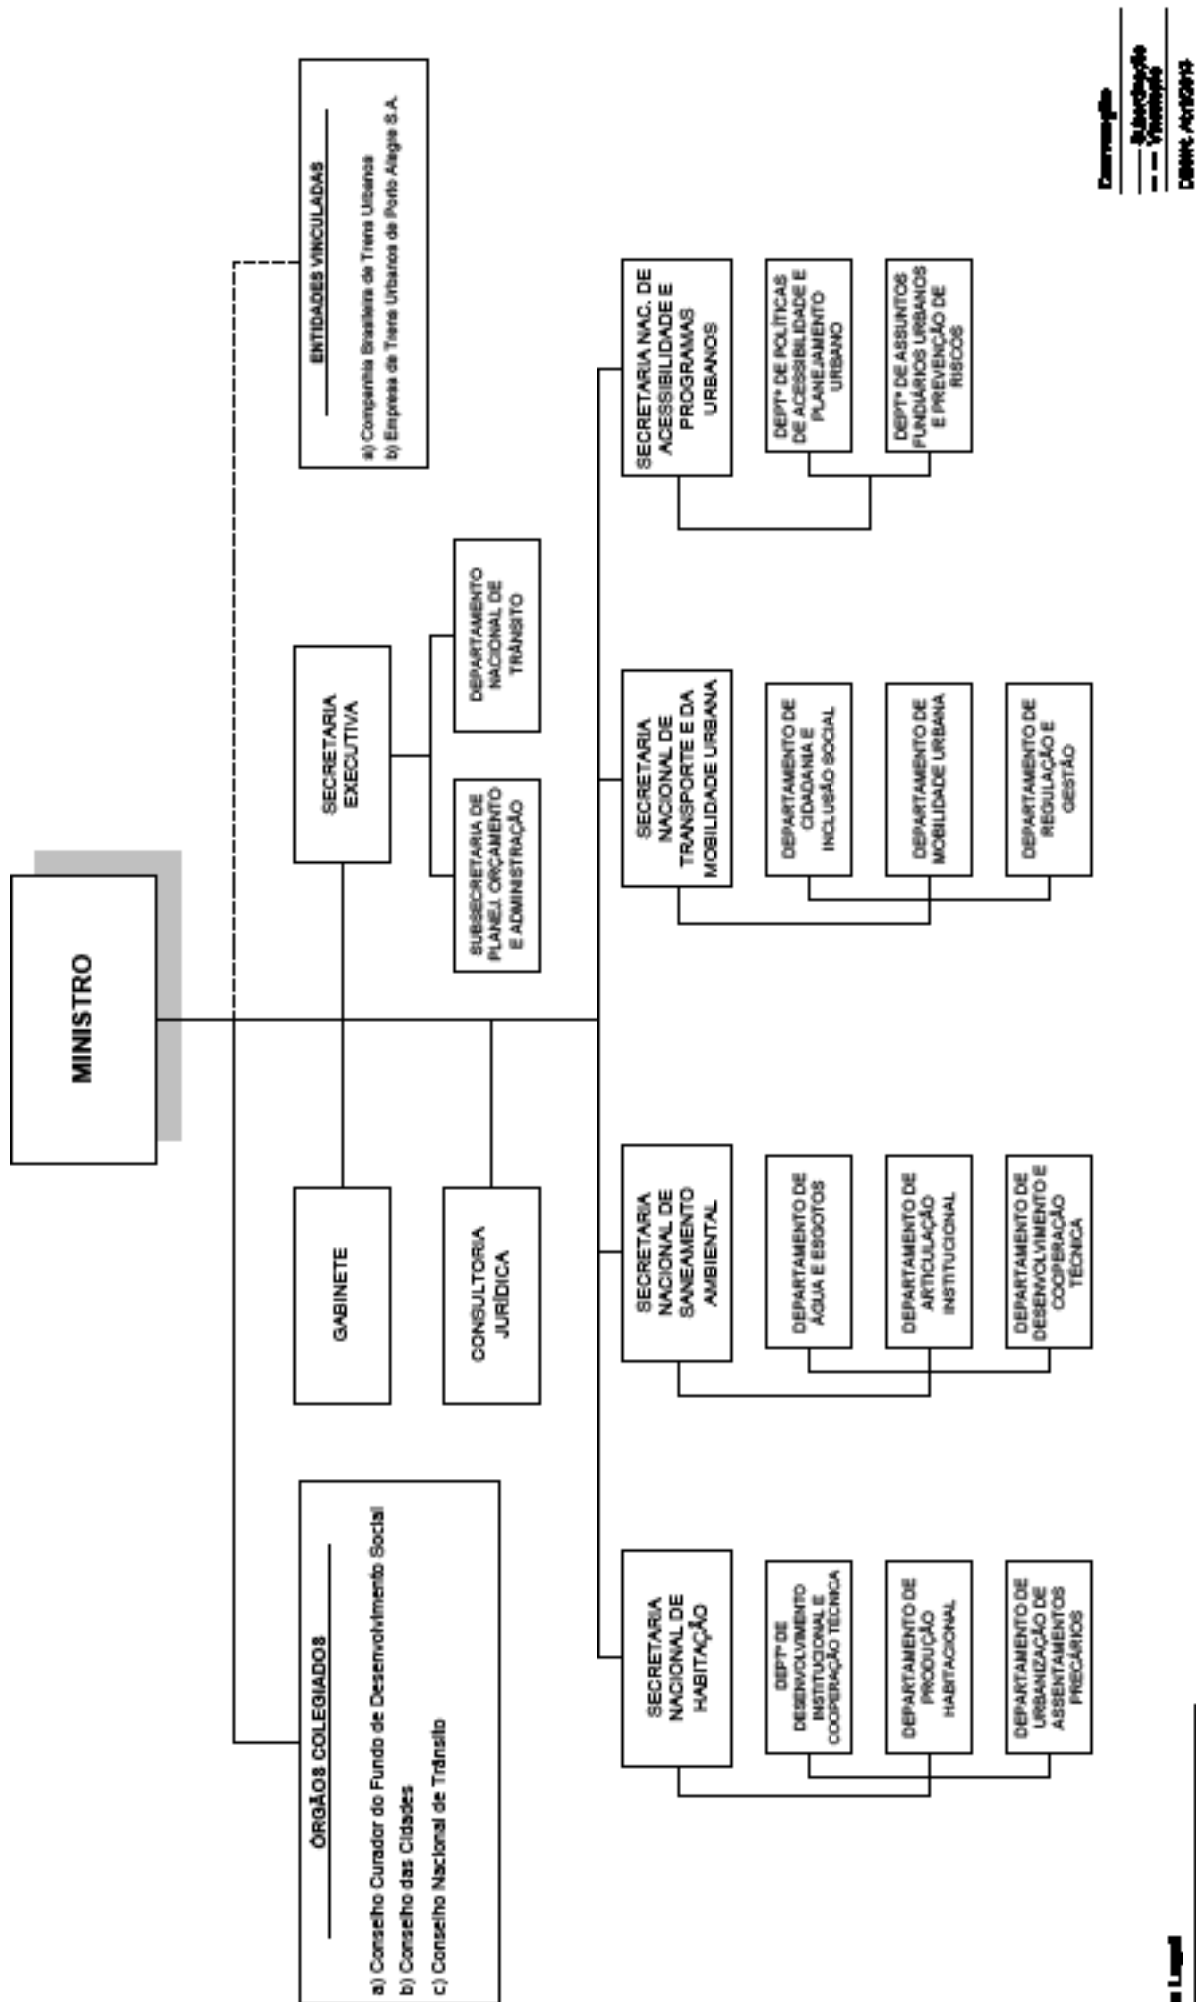 MINISTRO
ÓRGÃOS COLEGIADOS
a) Conselho Curador do Fundo de Desenvolvimento Social
b) Conselho das Cidades
c) Conselho Nacional de Trânsito
GABINETE
CONSULTORIA
JURÍDICA
SECRETARIA
EXECUTIVA
SUBSECRETARIA DE
PLANEJ. ORÇAMENTO
E ADMINISTRAÇÃO
DEPARTAMENTO
NACIONAL DE
TRÂNSITO
ENTIDADES VINCULADAS
a) Companhia Brasileira de Trens Urbanos
b) Empresa de Trens Urbanos de Porto Alegre S.A.
SECRETARIA
NACIONAL DE
HABITAÇÃO
DEPTº DE
DESENVOLVIMENTO
INSTITUCIONAL E
COOPERAÇÃO TÉCNICA
DEPARTAMENTO DE
PRODUÇÃO
HABITACIONAL
DEPARTAMENTO DE
URBANIZAÇÃO DE
ASSENTAMENTOS
PRECÁRIOS
SECRETARIA
NACIONAL DE
SANEAMENTO
AMBIENTAL
DEPARTAMENTO DE
ÁGUA E ESGOTOS
DEPARTAMENTO DE
ARTICULAÇÃO
INSTITUCIONAL
DEPARTAMENTO DE
DESENVOLVIMENTO E
COOPERAÇÃO
TÉCNICA
SECRETARIA
NACIONAL DE
TRANSPORTE E DA
MOBILIDADE URBANA
DEPARTAMENTO DE
CIDADANIA E
INCLUSÃO SOCIAL
DEPARTAMENTO DE
MOBILIDADE URBANA
DEPARTAMENTO DE
REGULAÇÃO E
GESTÃO
SECRETARIA NAC. DE
ACESSIBILIDADE E
PROGRAMAS
URBANOS
DEPTº DE POLÍTICAS
DE ACESSIBILIDADE E
PLANEJAMENTO
URBANO
DEPTº DE ASSUNTOS
FUNDIÁRIOS URBANOS
E PREVENÇÃO DE
RISCOS
Convenção
Subordinação
Vinculação
Legal